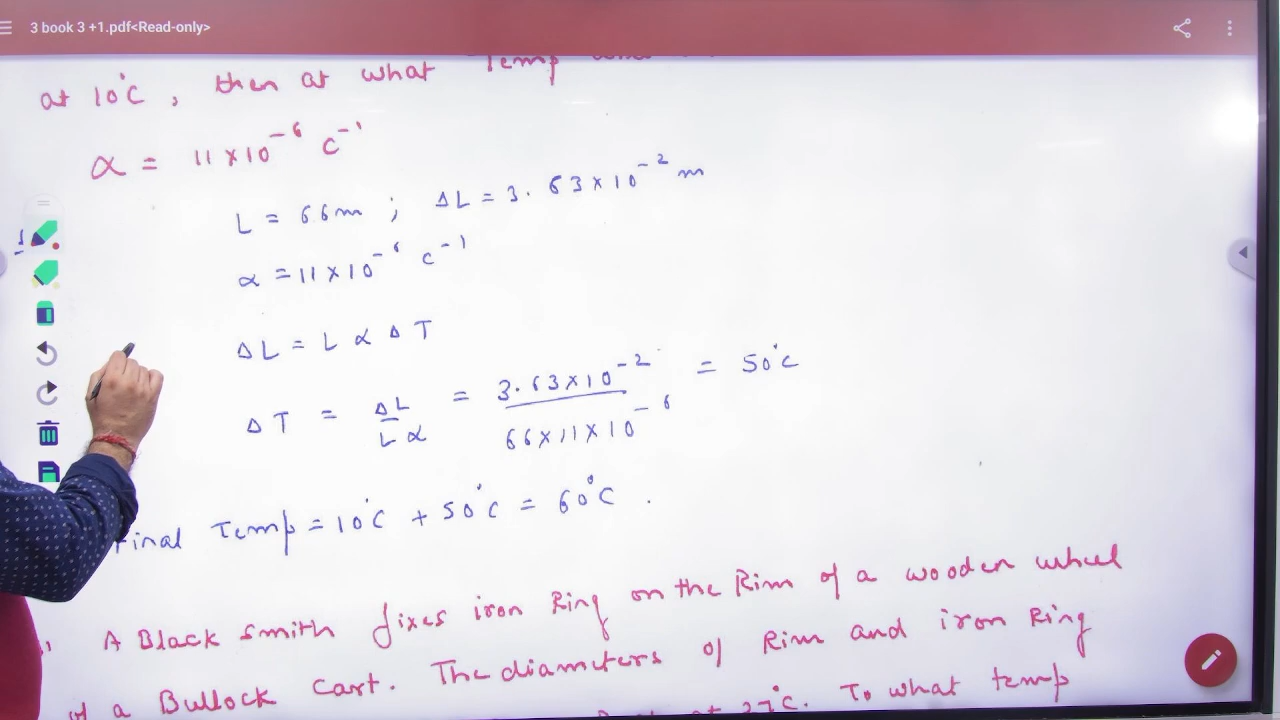 3 book 3 +1.pdf<Read-only>
at 10°C, then at what Temp
α = 11×10⁻⁶ c⁻¹
L = 66m ; ΔL = 3.63×10⁻² m
α = 11×10⁻⁶ c⁻¹
ΔL = L α Δ T
ΔT = ΔL/Lα = 3.63×10⁻²/66×11×10⁻⁶ = 50°C
Final Temp = 10°C + 50°C = 60°C .
A Black smith fixes iron Ring on the Rim of a wooden wheel
of a Bullock Cart. The diameters of Rim and iron Ring
at 27°C. To what temp